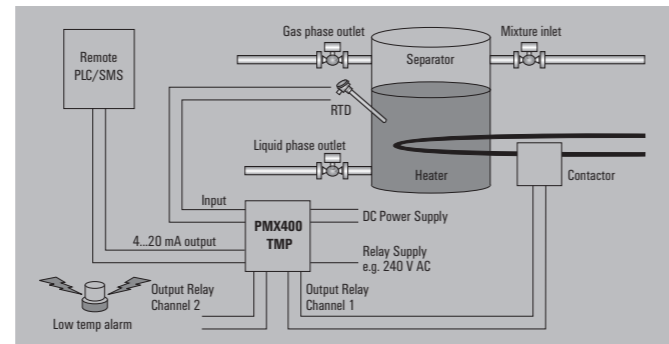 Gas phase outlet
Mixture inlet
Remote
PLC/SMS
Separator
RTD
Liquid phase outlet
Heater
Contactor
Input
PMX400
TMP
DC Power Supply
4...20 mA output
Relay Supply
e.g. 240 V AC
Output Relay
Channel 2
Output Relay
Channel 1
Low temp alarm